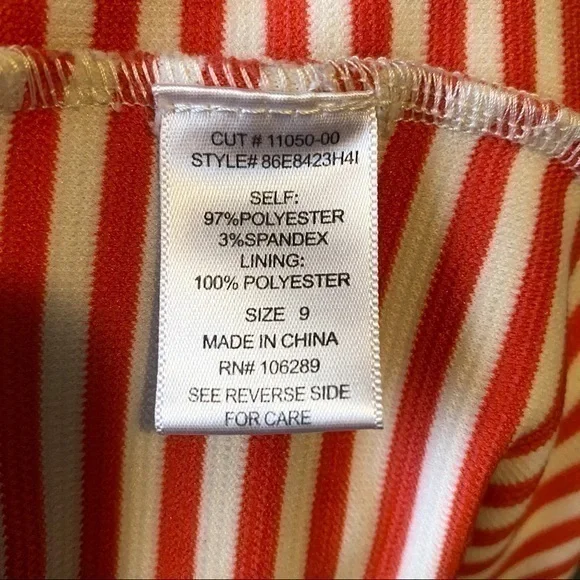 CUT # 11050-00
STYLE# 86E8423H4I
SELF:
97%POLYESTER
3%SPANDEX
LINING:
100% POLYESTER
SIZE 9
MADE IN CHINA
RN# 106289
SEE REVERSE SIDE
FOR CARE